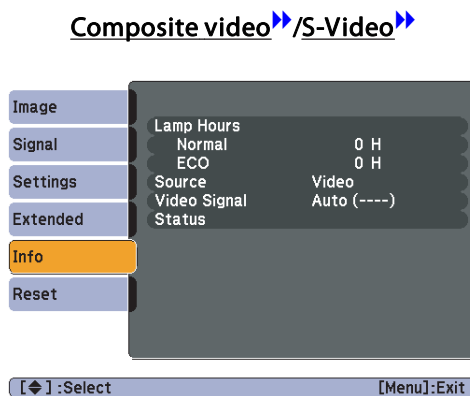 Composite video/S-Video
Image
Signal
Settings
Extended
Info
Reset
Lamp Hours
Normal 0 H
ECO 0 H
Source Video
Video Signal Auto (----)
Status
[◆] :Select [Menu]:Exit